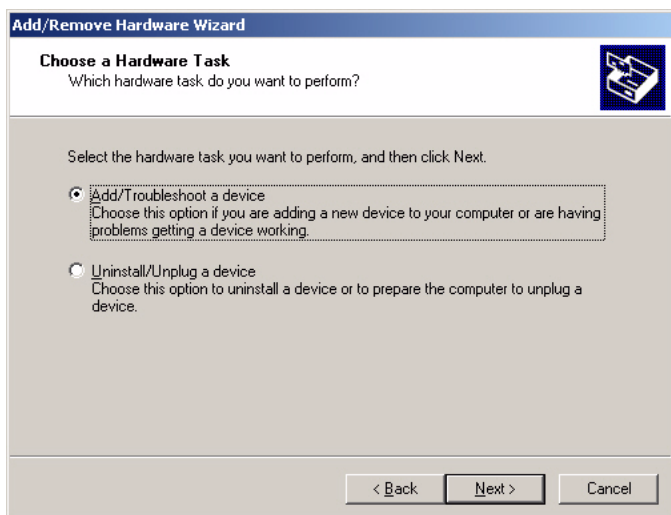 Add/Remove Hardware Wizard
Choose a Hardware Task
Which hardware task do you want to perform?
Select the hardware task you want to perform, and then click Next.
Add/Troubleshoot a device
Choose this option if you are adding a new device to your computer or are having
problems getting a device working.
Uninstall/Unplug a device
Choose this option to uninstall a device or to prepare the computer to unplug a
device.
< Back
Next >
Cancel